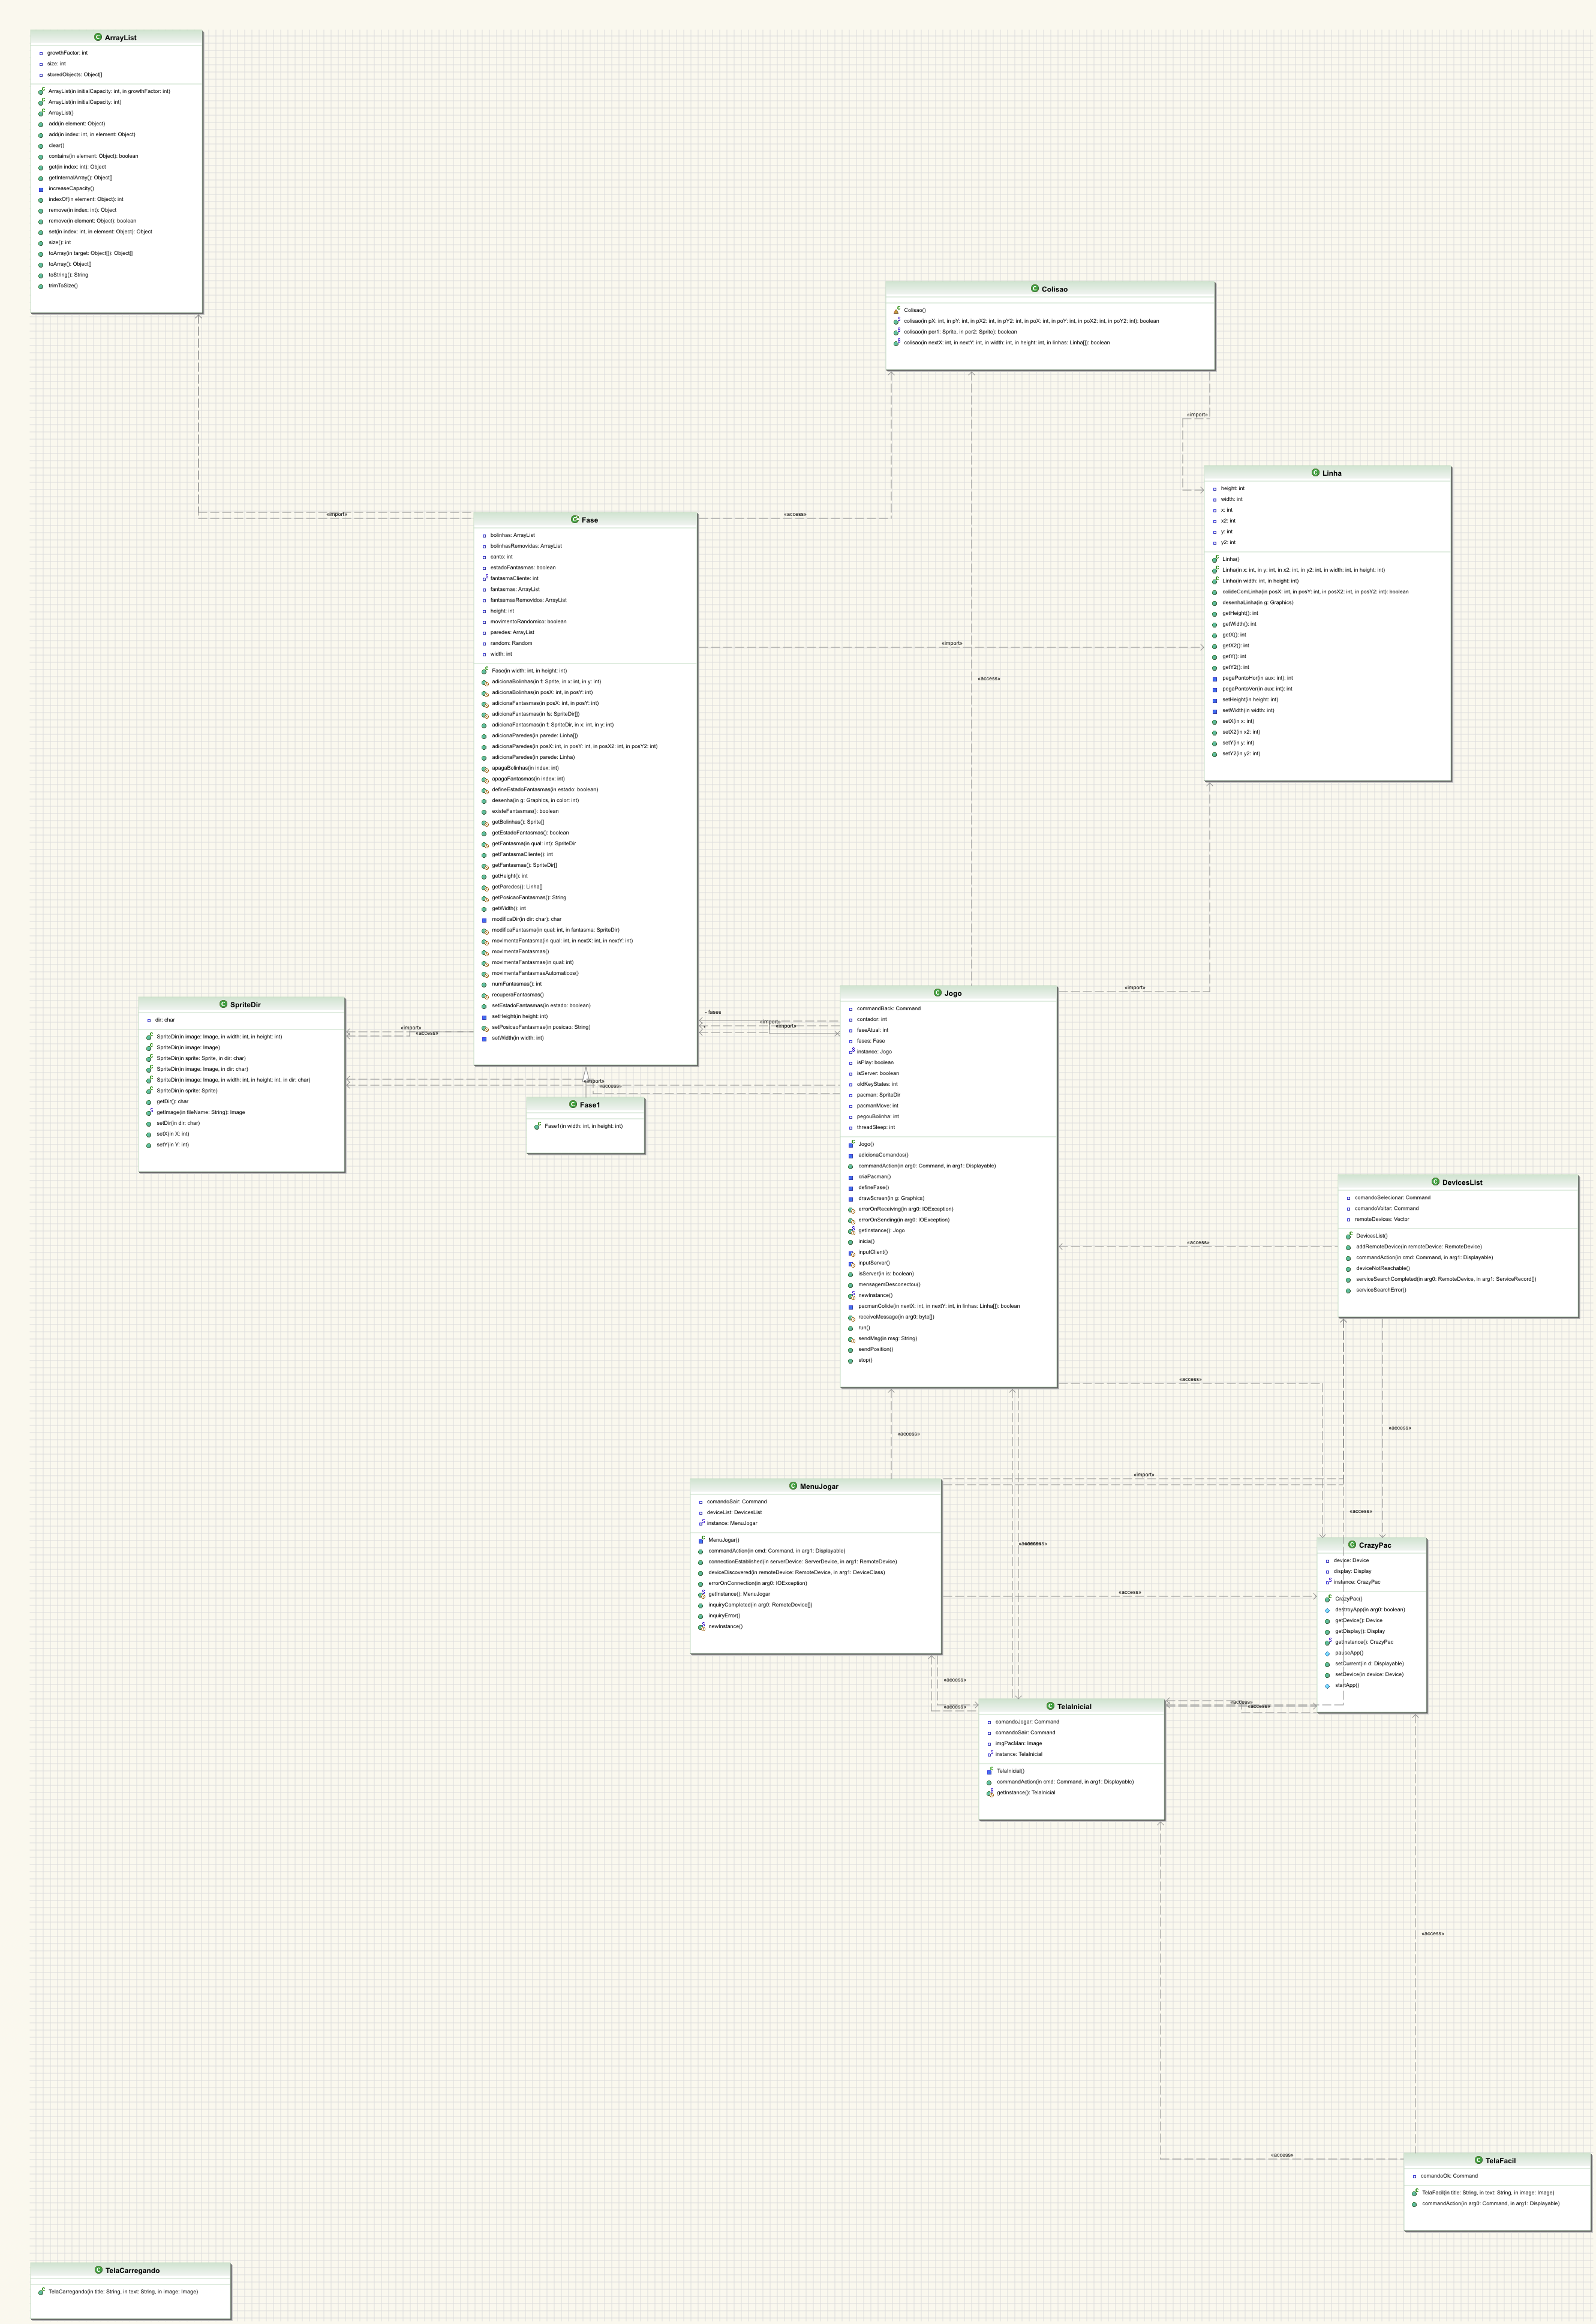 ArrayList
growthFactor: int
size: int
storedObjects: Object[]
ArrayList(in initialCapacity: int, in growthFactor: int)
ArrayList(in initialCapacity: int)
ArrayList()
add(in element: Object)
add(in index: int, in element: Object)
clear()
contains(in element: Object): boolean
get(in index: int): Object
getInternalArray(): Object[]
increaseCapacity()
indexOf(in element: Object): int
remove(in index: int): Object
remove(in element: Object): boolean
set(in index: int, in element: Object): Object
size(): int
toArray(in target: Object[]): Object[]
toArray(): Object[]
toString(): String
trimToSize()
Colisao
Colisao()
colisao(in pX: int, in pY: int, in pX2: int, in pY2: int, in poX: int, in poY: int, in poX2: int, in poY2: int): boolean
colisao(in per1: Sprite, in per2: Sprite): boolean
colisao(in nextX: int, in nextY: int, in width: int, in height: int, in linhas: Linha[]): boolean
«import»
Linha
height: int
width: int
x: int
x2: int
y: int
y2: int
Linha()
Linha(in x: int, in y: int, in x2: int, in y2: int, in width: int, in height: int)
Linha(in width: int, in height: int)
colideComLinha(in posX: int, in posY: int, in posX2: int, in posY2: int): boolean
desenhaLinha(in g: Graphics)
getHeight(): int
getWidth(): int
getX(): int
getX2(): int
getY(): int
getY2(): int
pegaPontoHor(in aux: int): int
pegaPontoVer(in aux: int): int
setHeight(in height: int)
setWidth(in width: int)
setX(in x: int)
setX2(in x2: int)
setY(in y: int)
setY2(in y2: int)
«import»
«access»
Fase
bolinhas: ArrayList
bolinhasRemovidas: ArrayList
canto: int
estadoFantasmas: boolean
fantasmaCliente: int
fantasmas: ArrayList
fantasmasRemovidos: ArrayList
height: int
movimentoRandomico: boolean
paredes: ArrayList
random: Random
width: int
Fase(in width: int, in height: int)
adicionaBolinhas(in f: Sprite, in x: int, in y: int)
adicionaBolinhas(in posX: int, in posY: int)
adicionaFantasmas(in posX: int, in posY: int)
adicionaFantasmas(in fs: SpriteDir[])
adicionaFantasmas(in f: SpriteDir, in x: int, in y: int)
adicionaParedes(in parede: Linha[])
adicionaParedes(in posX: int, in posY: int, in posX2: int, in posY2: int)
adicionaParedes(in parede: Linha)
apagaBolinhas(in index: int)
apagaFantasmas(in index: int)
defineEstadoFantasmas(in estado: boolean)
desenha(in g: Graphics, in color: int)
existeFantasmas(): boolean
getBolinhas(): Sprite[]
getEstadoFantasmas(): boolean
getFantasma(in qual: int): SpriteDir
getFantasmaCliente(): int
getFantasmas(): SpriteDir[]
getHeight(): int
getParedes(): Linha[]
getPosicaoFantasmas(): String
getWidth(): int
modificaDir(in dir: char): char
modificaFantasma(in qual: int, in fantasma: SpriteDir)
movimentaFantasma(in qual: int, in nextX: int, in nextY: int)
movimentaFantasmas()
movimentaFantasmas(in qual: int)
movimentaFantasmasAutomaticos()
numFantasmas(): int
recuperaFantasmas()
setEstadoFantasmas(in estado: boolean)
setHeight(in height: int)
setPosicaoFantasmas(in posicao: String)
setWidth(in width: int)
«import»
«access»
SpriteDir
dir: char
SpriteDir(in image: Image, in width: int, in height: int)
SpriteDir(in image: Image)
SpriteDir(in sprite: Sprite, in dir: char)
SpriteDir(in image: Image, in dir: char)
SpriteDir(in image: Image, in width: int, in height: int, in dir: char)
SpriteDir(in sprite: Sprite)
getDir(): char
getImage(in fileName: String): Image
setDir(in dir: char)
setX(in X: int)
setY(in Y: int)
«import»
«access»
- fases
«import»
«import»
*
«import»
«access»
Fase1
Fase1(in width: int, in height: int)
Jogo
commandBack: Command
contador: int
faseAtual: int
fases: Fase
instance: Jogo
isPlay: boolean
isServer: boolean
oldKeyStates: int
pacman: SpriteDir
pacmanMove: int
pegouBolinha: int
threadSleep: int
Jogo()
adicionaComandos()
commandAction(in arg0: Command, in arg1: Displayable)
criaPacman()
defineFase()
drawScreen(in g: Graphics)
errorOnReceiving(in arg0: IOException)
errorOnSending(in arg0: IOException)
getInstance(): Jogo
inicia()
inputClient()
inputServer()
isServer(in is: boolean)
mensagemDesconectou()
newInstance()
pacmanColide(in nextX: int, in nextY: int, in linhas: Linha[]): boolean
receiveMessage(in arg0: byte[])
run()
sendMsg(in msg: String)
sendPosition()
stop()
«import»
DevicesList
comandoSelecionar: Command
comandoVoltar: Command
remoteDevices: Vector
DevicesList()
addRemoteDevice(in remoteDevice: RemoteDevice)
commandAction(in cmd: Command, in arg1: Displayable)
deviceNotReachable()
serviceSearchCompleted(in arg0: RemoteDevice, in arg1: ServiceRecord[])
serviceSearchError()
«access»
«access»
«access»
«access»
«import»
MenuJogar
comandoSair: Command
deviceList: DevicesList
instance: MenuJogar
MenuJogar()
commandAction(in cmd: Command, in arg1: Displayable)
connectionEstablished(in serverDevice: ServerDevice, in arg1: RemoteDevice)
deviceDiscovered(in remoteDevice: RemoteDevice, in arg1: DeviceClass)
errorOnConnection(in arg0: IOException)
getInstance(): MenuJogar
inquiryCompleted(in arg0: RemoteDevice[])
inquiryError()
newInstance()
«access»
«access»
«access»
CrazyPac
device: Device
display: Display
instance: CrazyPac
CrazyPac()
destroyApp(in arg0: boolean)
getDevice(): Device
getDisplay(): Display
getInstance(): CrazyPac
pauseApp()
setCurrent(in d: Displayable)
setDevice(in device: Device)
startApp()
«access»
«access»
«access»
«access»
TelaInicial
comandoJogar: Command
comandoSair: Command
imgPacMan: Image
instance: TelaInicial
TelaInicial()
commandAction(in cmd: Command, in arg1: Displayable)
getInstance(): TelaInicial
«access»
«access»
TelaFacil
comandoOk: Command
TelaFacil(in title: String, in text: String, in image: Image)
commandAction(in arg0: Command, in arg1: Displayable)
TelaCarregando
TelaCarregando(in title: String, in text: String, in image: Image)